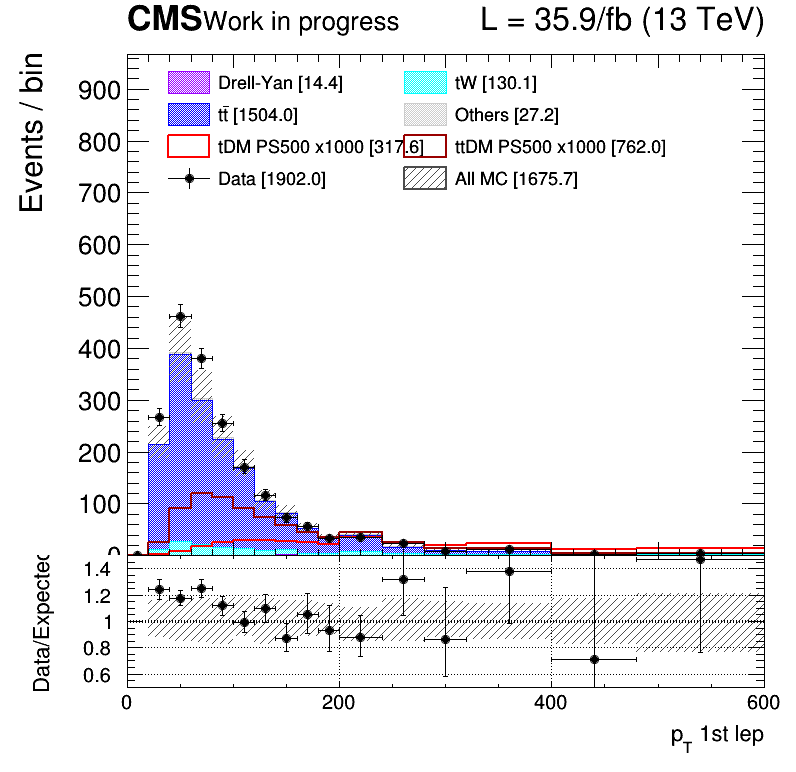 CMS Work in progress L = 35.9/fb (13 TeV)
Events / bin
900
800
700
600
500
400
300
200
100
0
Drell-Yan [14.4]
tW [130.1]
tt̄ [1504.0]
Others [27.2]
tDM PS500 x1000 [317.6]
ttDM PS500 x1000 [762.0]
Data [1902.0]
All MC [1675.7]
Data/Expected
1.4
1.2
1
0.8
0.6
0 200 400 600
p_T 1st lep